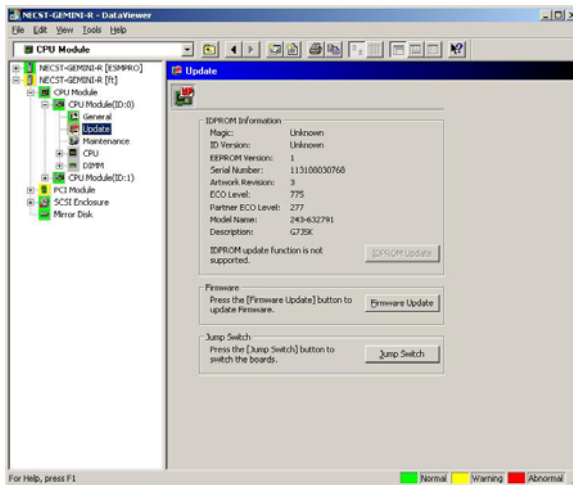 NECST-GEMINI-R - DataViewer
File Edit View Tools Help
CPU Module
NECST-GEMINI-R [ESMPRO]
NECST-GEMINI-R [ft]
CPU Module
CPU Module(ID:0)
General
Update
Maintenance
CPU
DIMM
CPU Module(ID:1)
PCI Module
SCSI Enclosure
Mirror Disk
Update
IDPROM Information
Magic: Unknown
ID Version: Unknown
EEPROM Version: 1
Serial Number: 113108030768
Artwork Revision: 3
ECO Level: 775
Partner ECO Level: 277
Model Name: 243-632791
Description: G7JSK
IDPROM update function is not
supported.
IDPROM Update
Firmware
Press the [Firmware Update] button to
update Firmware.
Firmware Update
Jump Switch
Press the [Jump Switch] button to
switch the boards.
Jump Switch
For Help, press F1
Normal Warning Abnormal